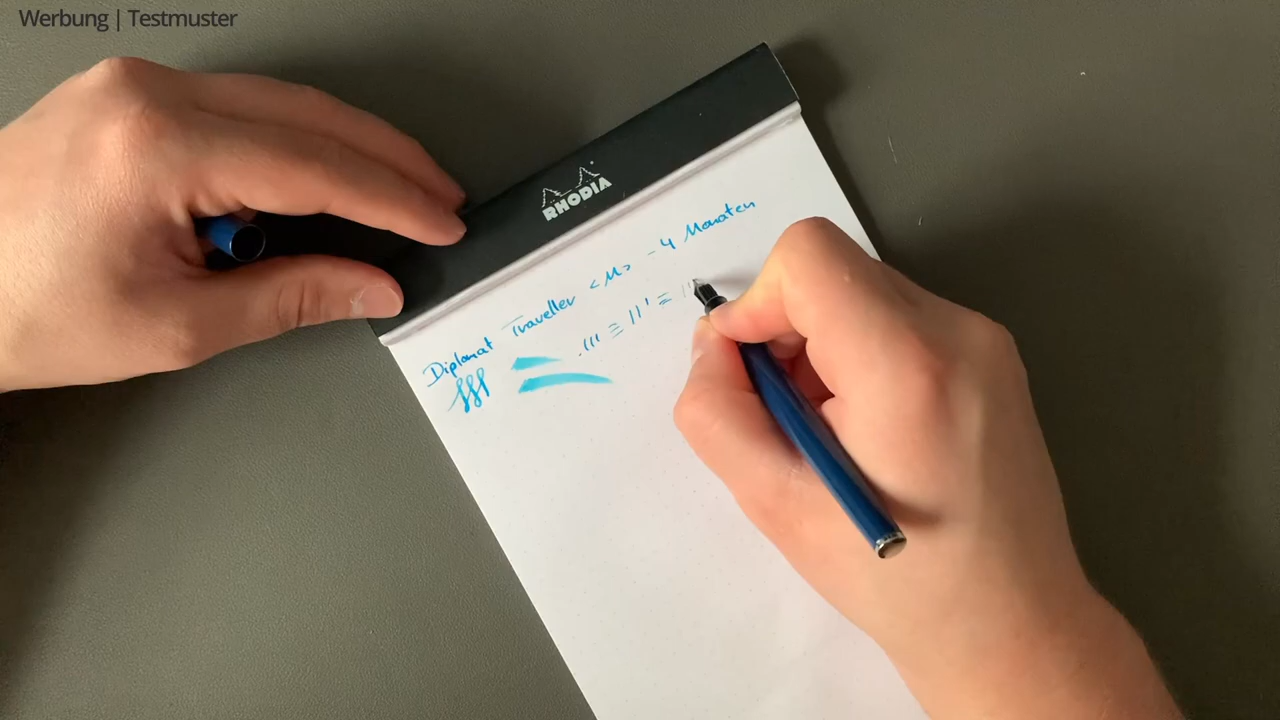 Werbung | Testmuster
RHODIA
Diplomat Traveller <M> - 4 Monaten